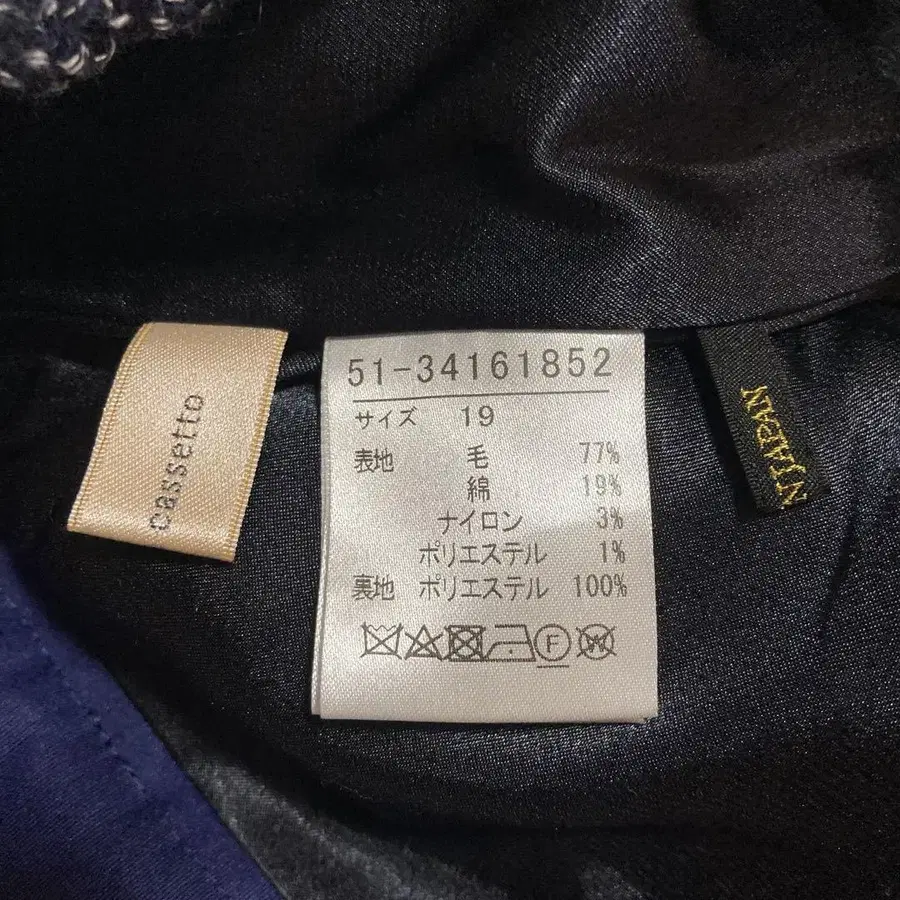 cassetto
51-34161852
サイズ 19
表地 毛 77%
綿 19%
ナイロン 3%
ポリエステル 1%
裏地 ポリエステル 100%
F
W
N JAPAN